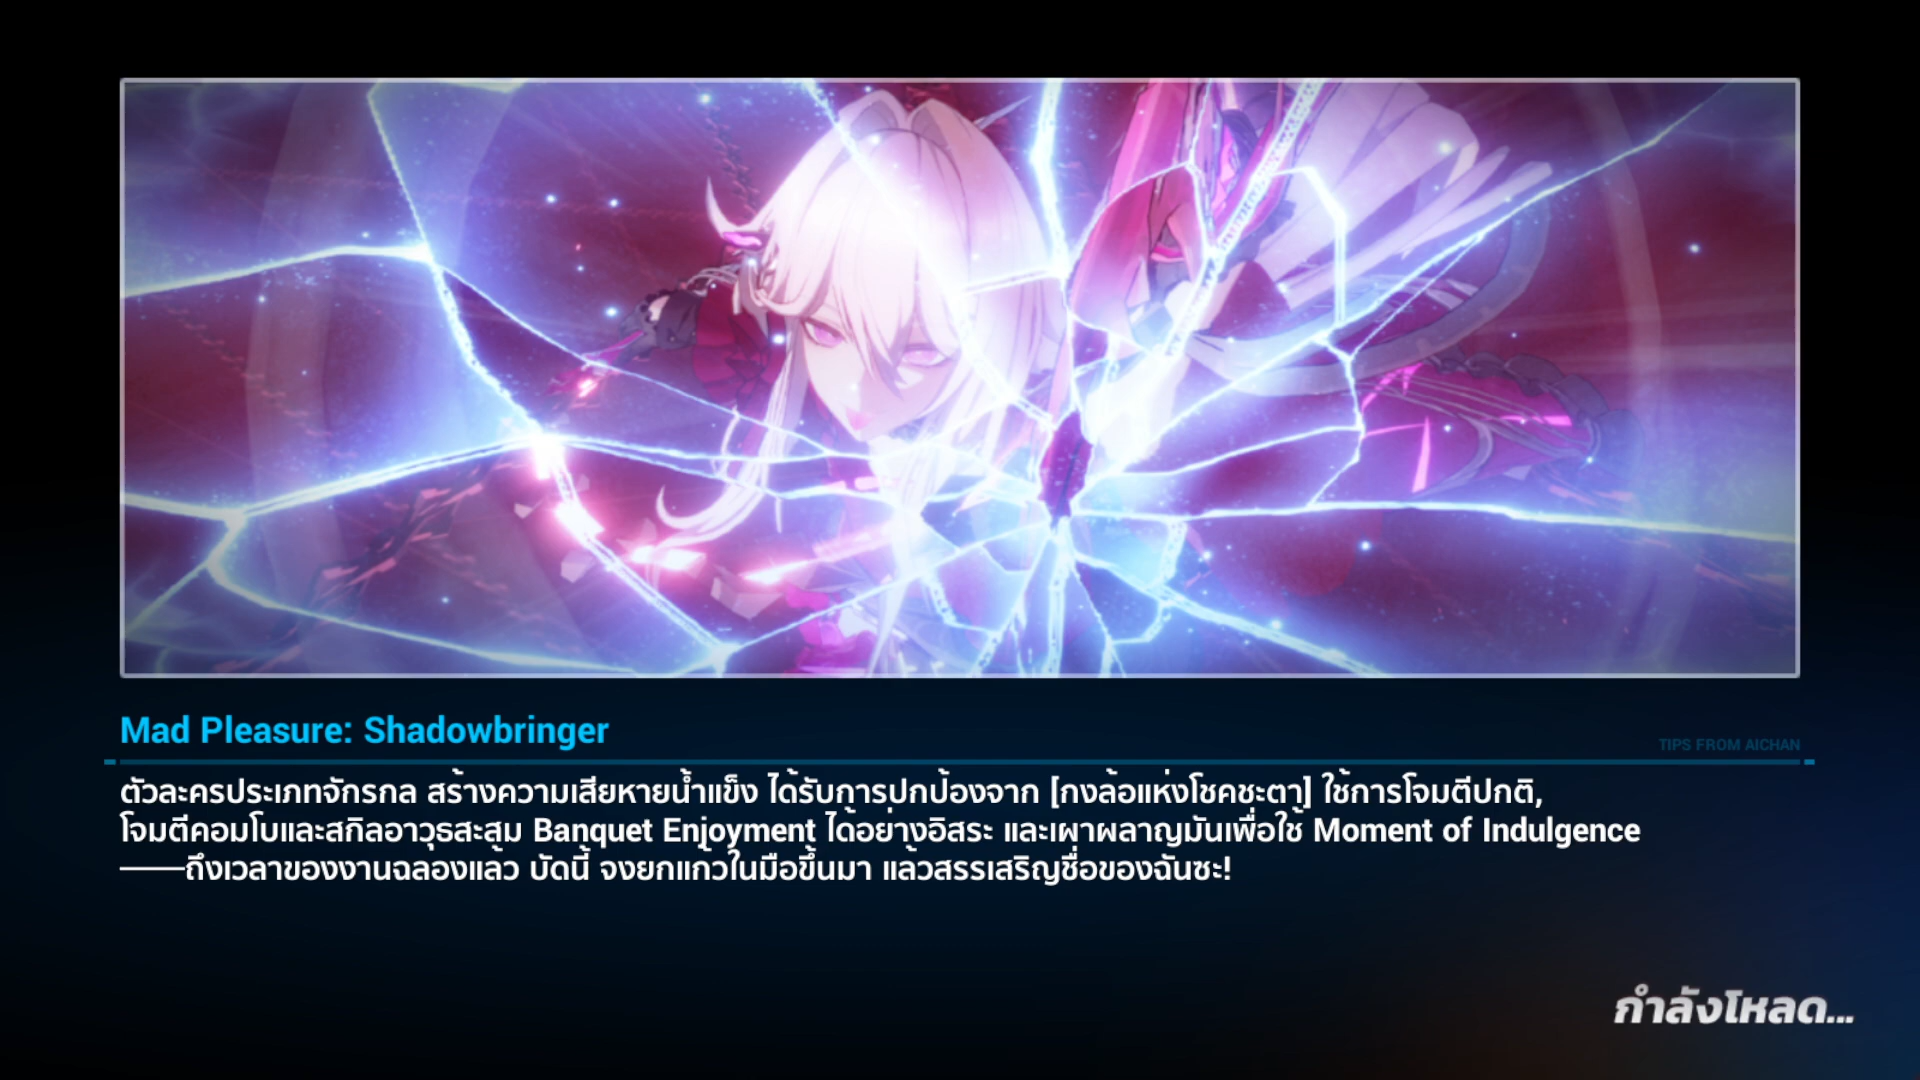 Mad Pleasure: Shadowbringer
TIPS FROM AICHAN
ตัวละครประเภทจักรกล สร้างความเสียหายน้ำแข็ง ได้รับการปกป้องจาก [กงล้อแห่งโชคชะตา] ใช้การโจมตีปกติ,
โจมตีคอมโบและสกิลอาวุธสะสม Banquet Enjoyment ได้อย่างอิสระ และเผาผลาญมันเพื่อใช้ Moment of Indulgence
——ถึงเวลาของงานฉลองแล้ว บัดนี้ จงยกแก้วในมือขึ้นมา แล้วสรรเสริญชื่อของฉันซะ!
กำลังโหลด...